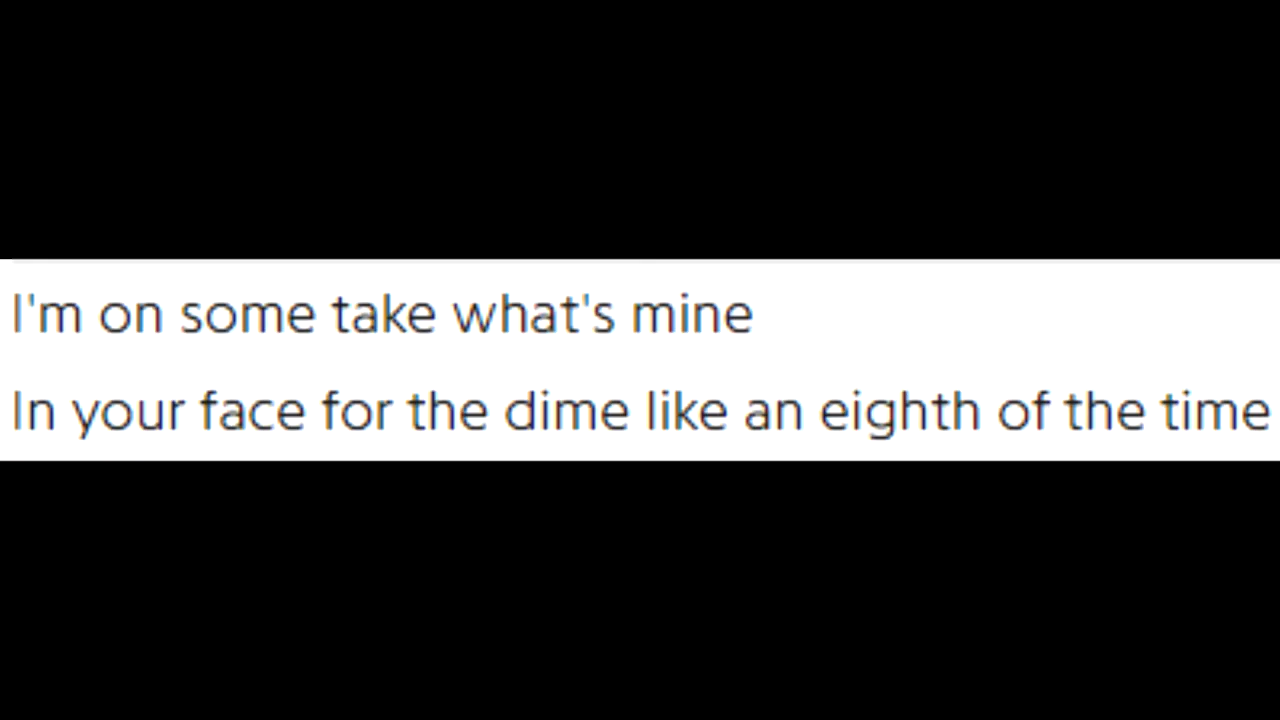 I'm on some take what's mine
In your face for the dime like an eighth of the time